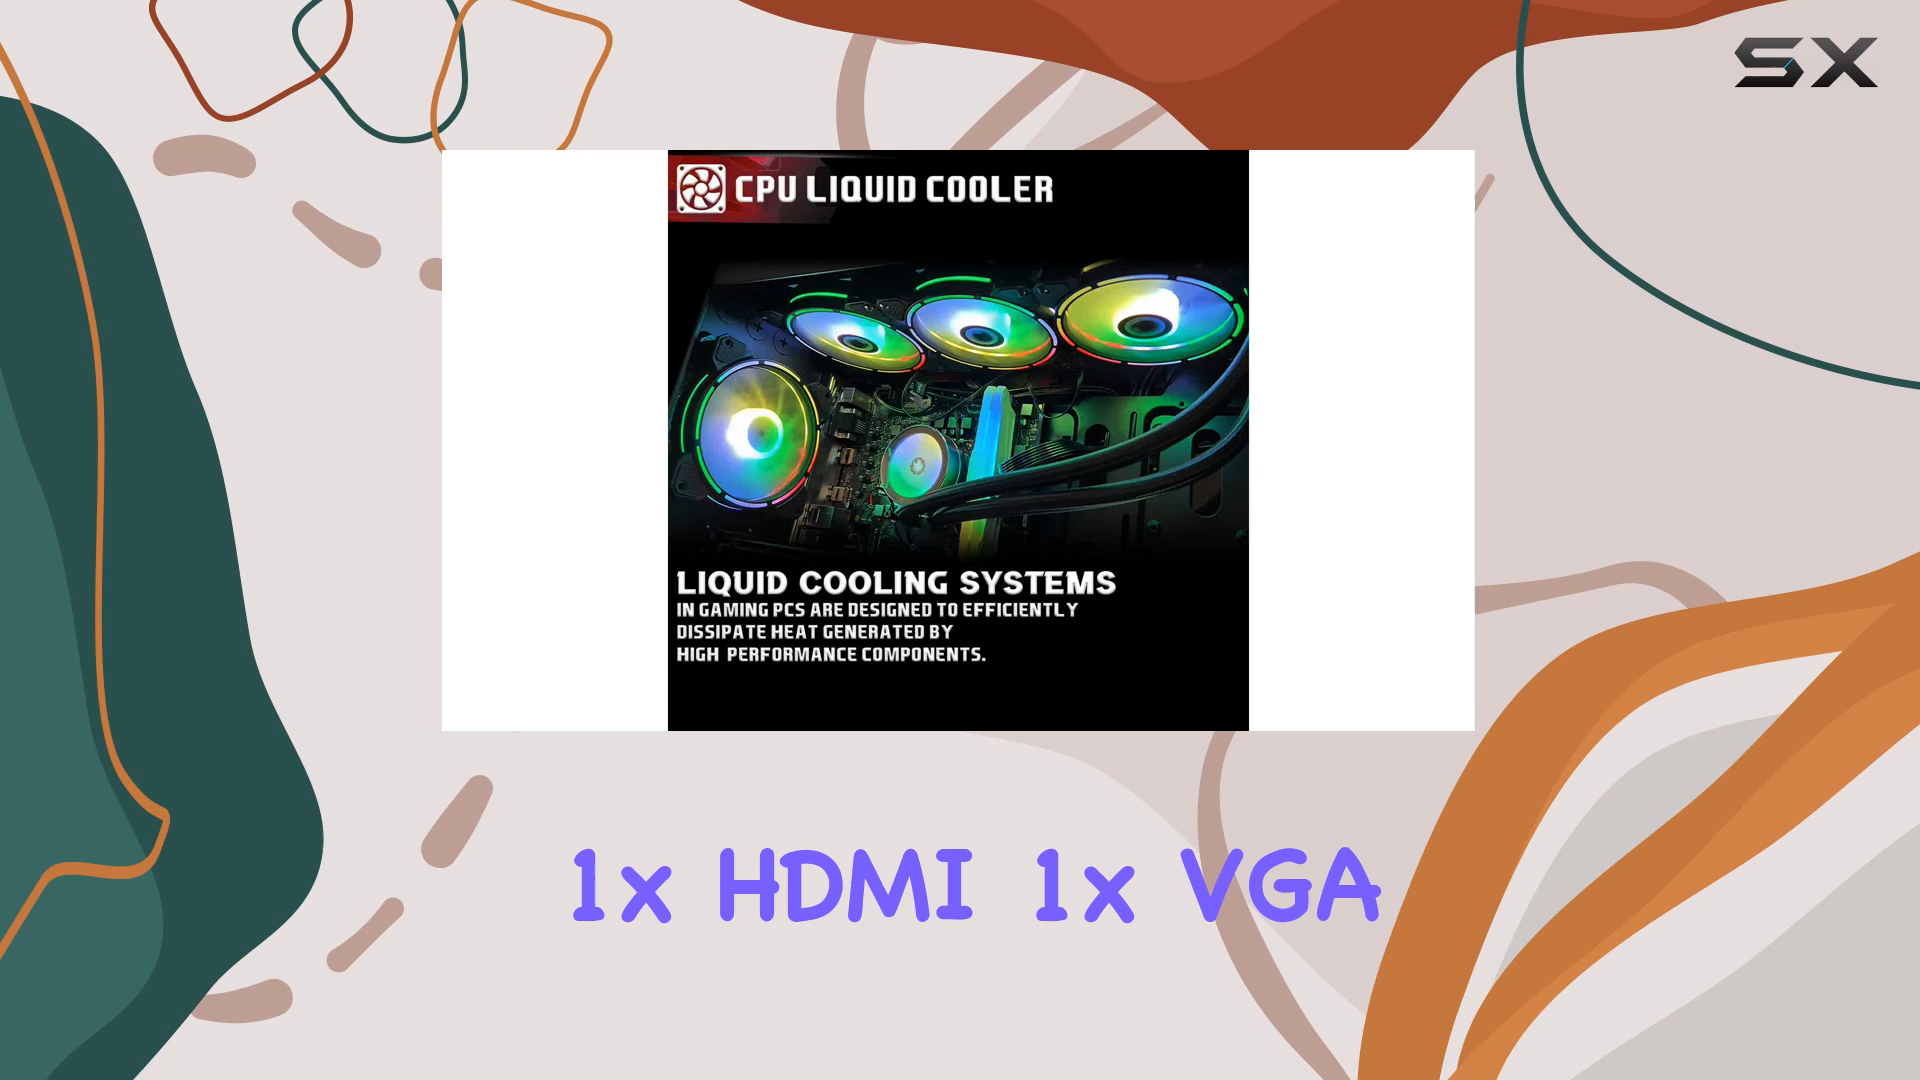 SX
CPU LIQUID COOLER
LIQUID COOLING SYSTEMS
IN GAMING PCS ARE DESIGNED TO EFFICIENTLY
DISSIPATE HEAT GENERATED BY
HIGH PERFORMANCE COMPONENTS.
1x HDMI 1x VGA